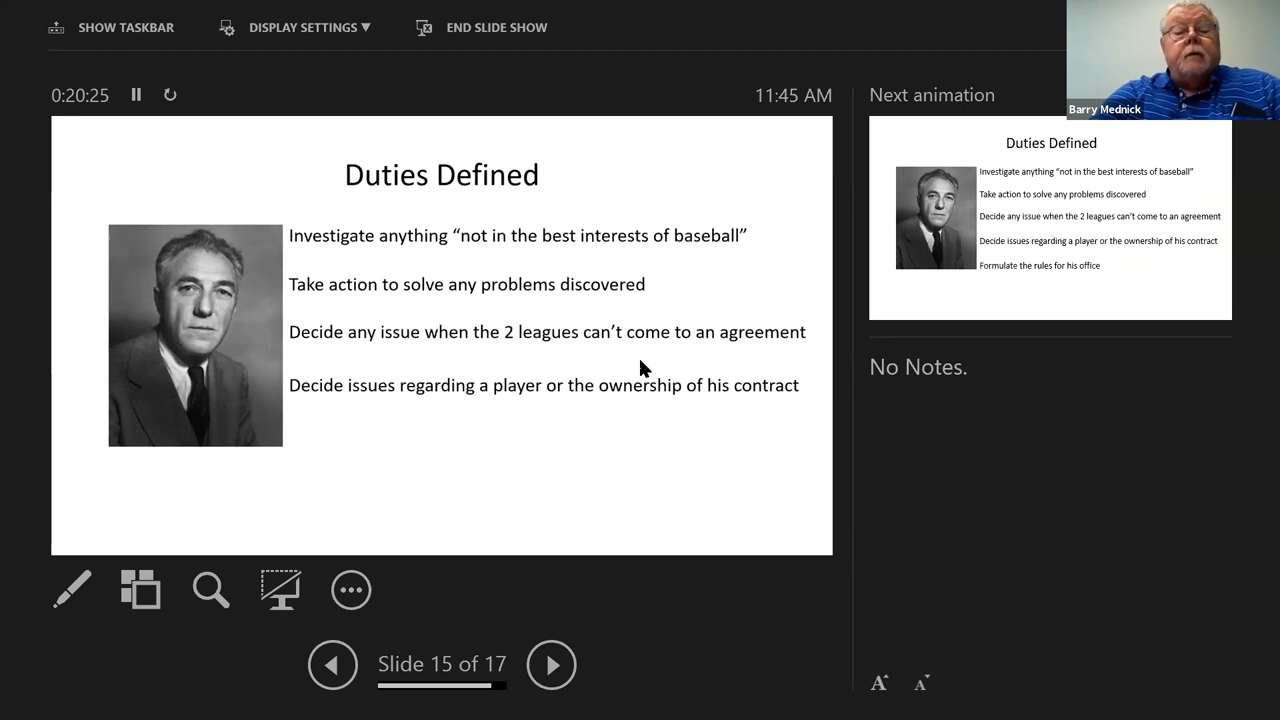 SHOW TASKBAR
DISPLAY SETTINGS ▼
END SLIDE SHOW
0:20:25
11:45 AM
Duties Defined
Investigate anything “not in the best interests of baseball”
Take action to solve any problems discovered
Decide any issue when the 2 leagues can’t come to an agreement
Decide issues regarding a player or the ownership of his contract
Slide 15 of 17
Next animation
Barry Mednick
Duties Defined
Investigate anything “not in the best interests of baseball”
Take action to solve any problems discovered
Decide any issue when the 2 leagues can’t come to an agreement
Decide issues regarding a player or the ownership of his contract
Formulate the rules for his office
No Notes.
A A